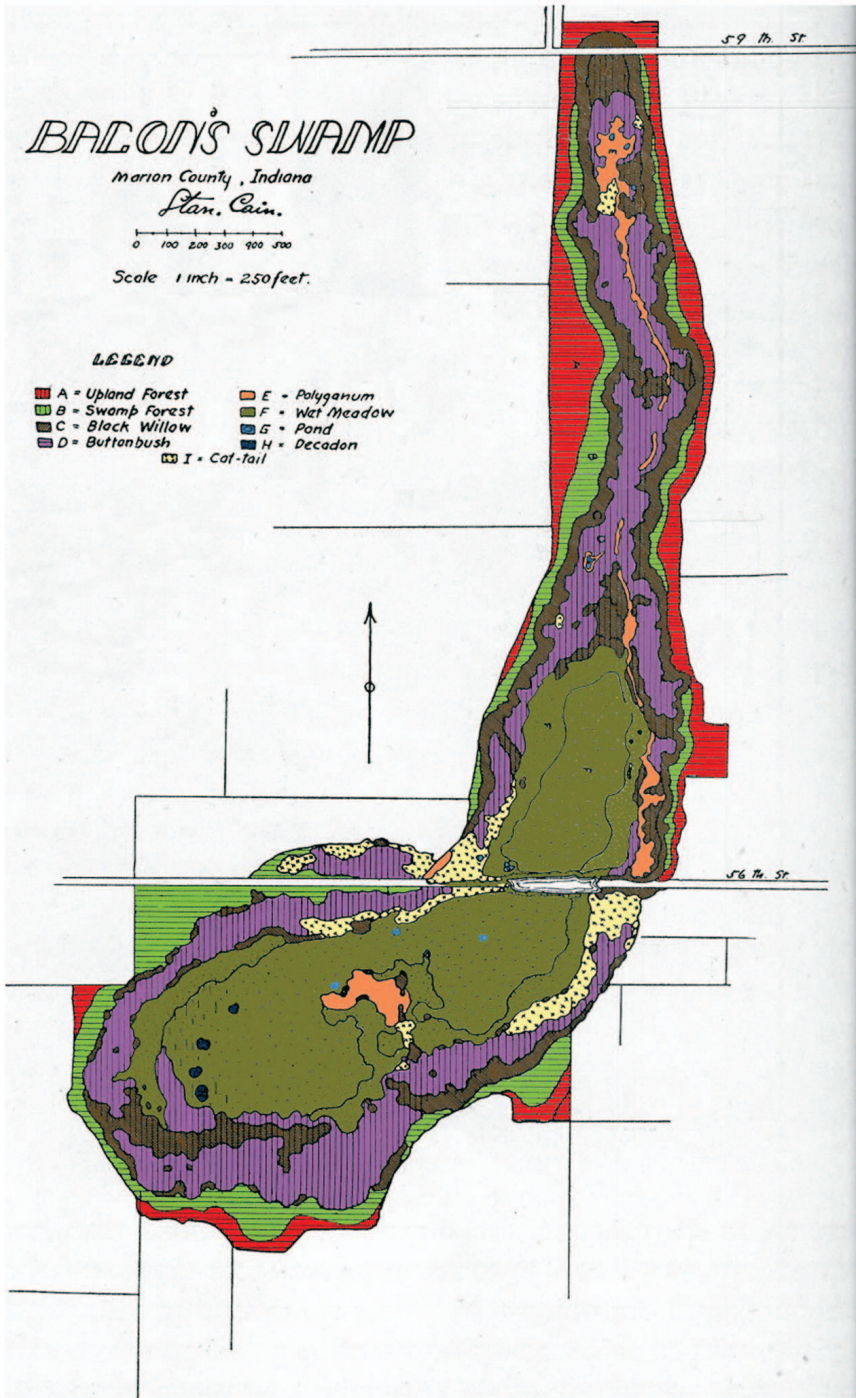 59 th. St.
BACON'S SWAMP
Marion County, Indiana
Stan. Cain.
0 100 200 300 400 500
Scale 1 inch = 250 feet.
LEGEND
A = Upland Forest
B = Swamp Forest
C = Black Willow
D = Buttonbush
E = Polyganum
F = Wet Meadow
G = Pond
H = Decadon
I = Cat-tail
E
A
B
C
F
F
56 th. St.